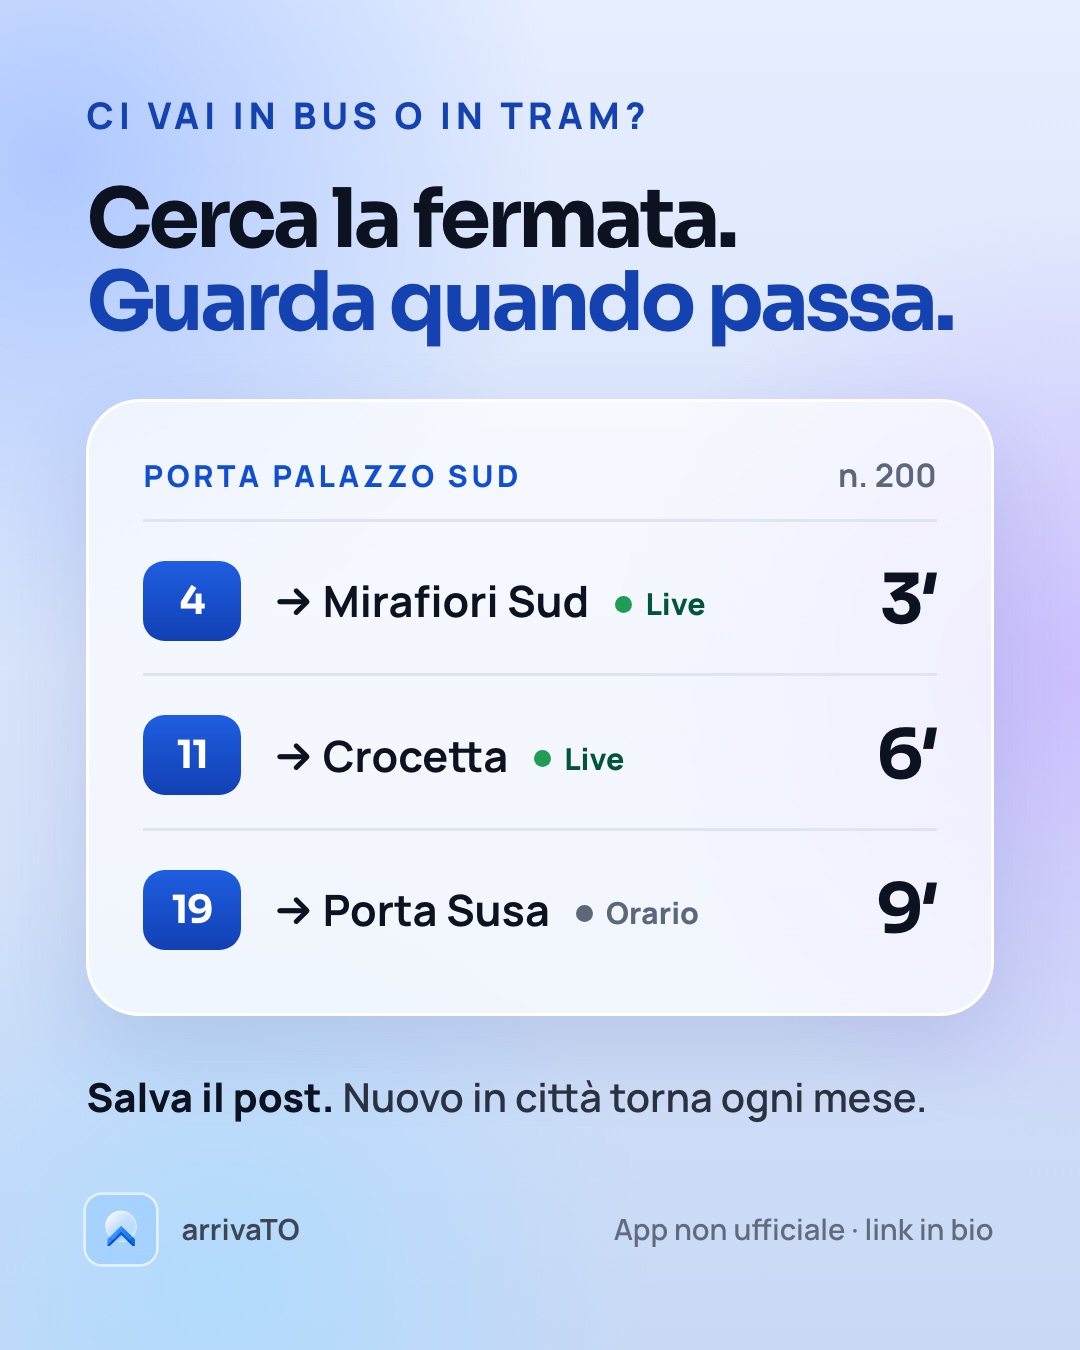 CI VAI IN BUS O IN TRAM?
Cerca la fermata.
Guarda quando passa.
PORTA PALAZZO SUD n. 200
4 → Mirafiori Sud ● Live 3′
11 → Crocetta ● Live 6′
19 → Porta Susa ● Orario 9′
Salva il post. Nuovo in città torna ogni mese.
arrivaTO App non ufficiale · link in bio